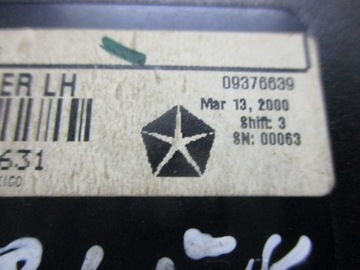 ER LH
09376639
Mar 13, 2000
Shift: 3
SN: 00063
631